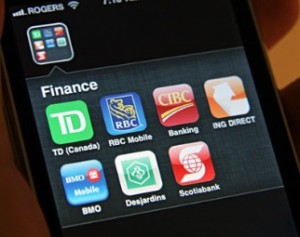 ROGERS
Finance
TD
RBC
CIBC
TD (Canada)
RBC Mobile
Banking
ING DIRECT
BMO
Mobile
BMO
Desjardins
Scotiabank